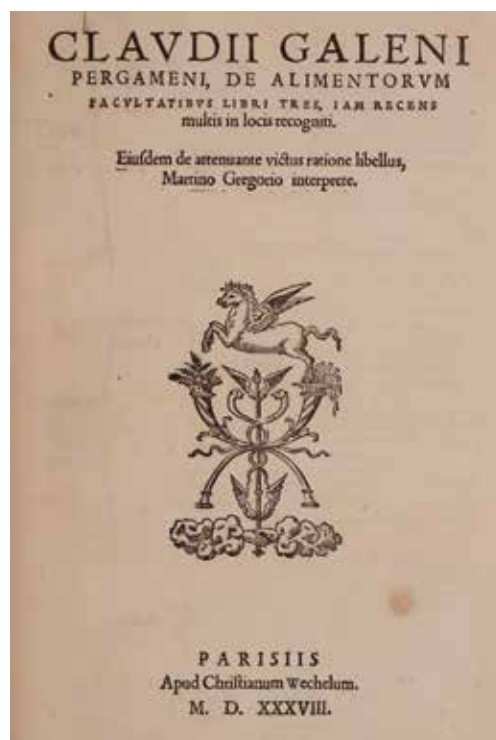 CLAVDII GALENI
PERGAMENI, DE ALIMENTORVM
FACVLTATIBVS LIBRI TRES, IAM RECENS
multis in locis recogniti.
Eiuſdem de attenuante victus ratione libellus,
Martino Gregorio interprete.
PARISIIS
Apud Chriſtianum Wechelum.
M. D. XXXVIII.